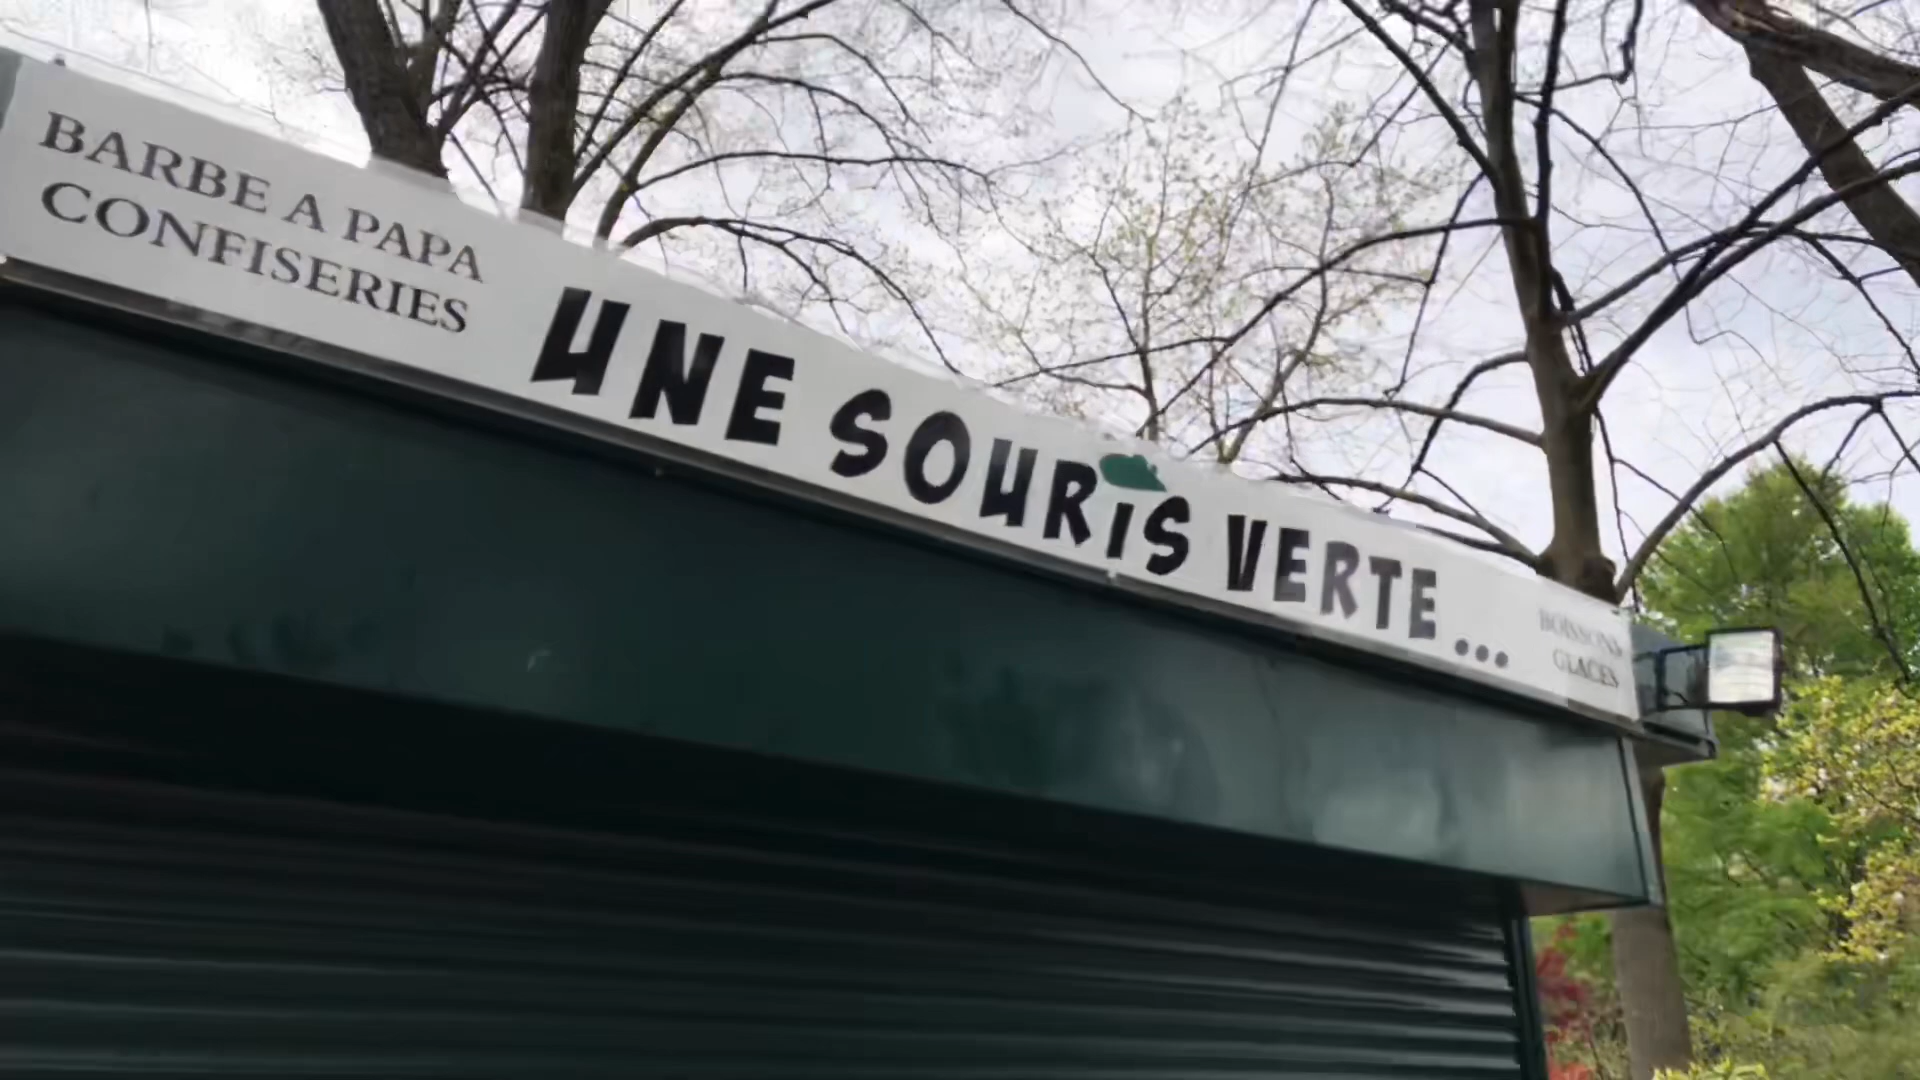 BARBE A PAPA
CONFISERIES
UNE SOURIS VERTE ...
BOISSONS
GLACES